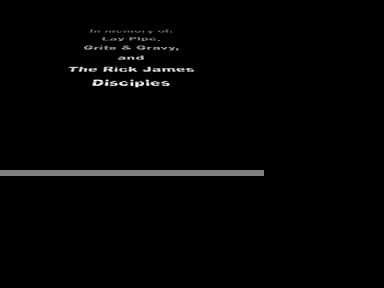 In memory of:
Lay Pipe,
Grits & Gravy,
and
The Rick James
Disciples